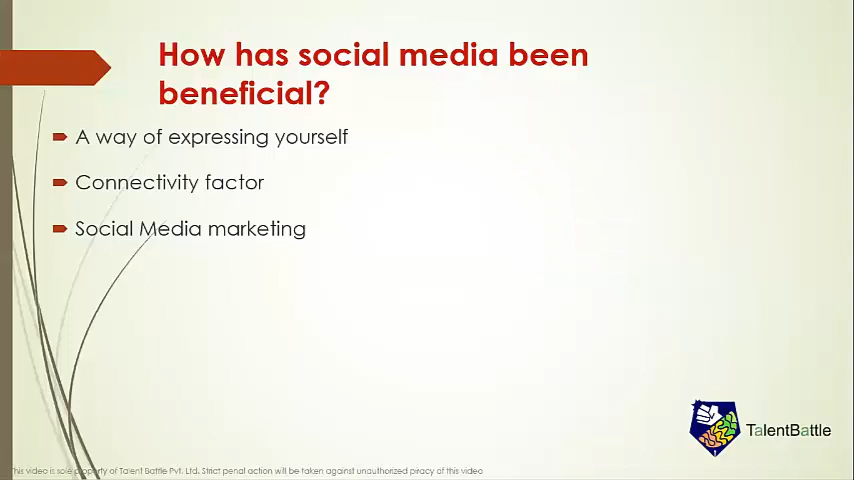 How has social media been
beneficial?
A way of expressing yourself
Connectivity factor
Social Media marketing
TalentBattle
This video is sole property of Talent Battle Pvt. Ltd. Strict penal action will be taken against unauthorized piracy of this video